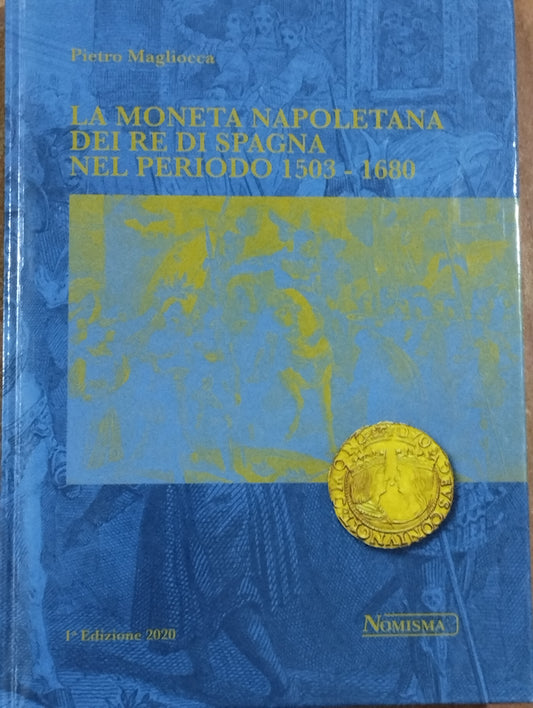 Pietro Magliocca
LA MONETA NAPOLETANA
DEI RE DI SPAGNA
NEL PERIODO 1503 - 1680
1ª Edizione 2020
NOMISMA